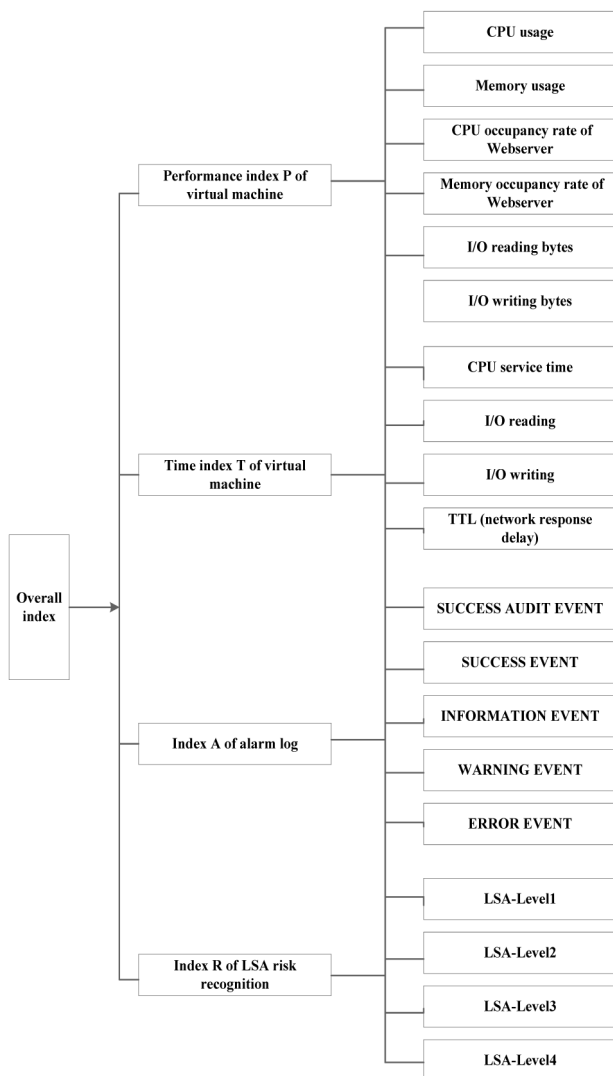 Overall
index
Performance index P of
virtual machine
Time index T of virtual
machine
Index A of alarm log
Index R of LSA risk
recognition
CPU usage
Memory usage
CPU occupancy rate of
Webserver
Memory occupancy rate of
Webserver
I/O reading bytes
I/O writing bytes
CPU service time
I/O reading
I/O writing
TTL (network response
delay)
SUCCESS AUDIT EVENT
SUCCESS EVENT
INFORMATION EVENT
WARNING EVENT
ERROR EVENT
LSA-Level1
LSA-Level2
LSA-Level3
LSA-Level4